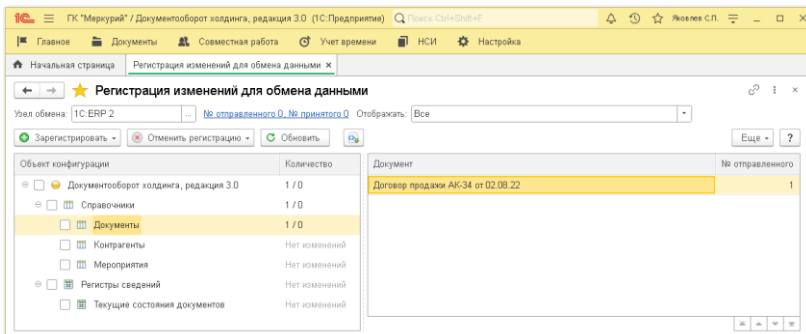 1С ГК "Меркурий" / Документооборот холдинга, редакция 3.0 (1С:Предприятие) Поиск Ctrl+Shift+F Яковлев С.П.
Главное Документы Совместная работа Учет времени НСИ Настройка
Начальная страница Регистрация изменений для обмена данными ×
Регистрация изменений для обмена данными
Узел обмена: 1С:ERP 2 ... № отправленного 0, № принятого 0 Отображать: Все
Зарегистрировать Отменить регистрацию Обновить Еще ?
Объект конфигурации Количество Документ № отправленного
Документооборот холдинга, редакция 3.0 1 / 0 Договор продажи АК-34 от 02.08.22 1
Справочники 1 / 0
Документы 1 / 0
Контрагенты Нет изменений
Мероприятия Нет изменений
Регистры сведений Нет изменений
Текущие состояния документов Нет изменений